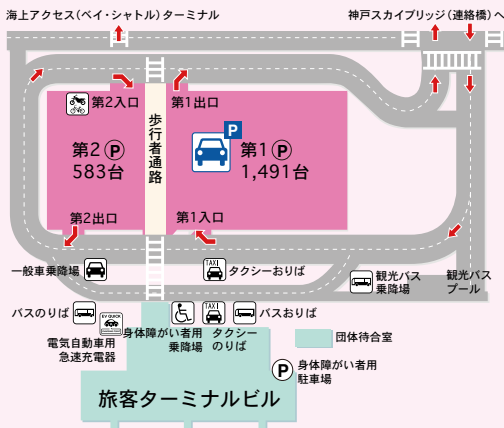 海上アクセス(ベイ・シャトル)ターミナル
神戸スカイブリッジ(連絡橋)へ
第2入口
第1出口
歩行者通路
P
第2 P
583台
第1 P
1,491台
第2出口
第1入口
一般車乗降場
TAXI
タクシーおりば
観光バス
乗降場
観光バス
プール
バスのりば
EV QUICK
電気自動車用
急速充電器
身体障がい者用
乗降場
TAXI
タクシー
のりば
バスおりば
団体待合室
P
身体障がい者用
駐車場
旅客ターミナルビル